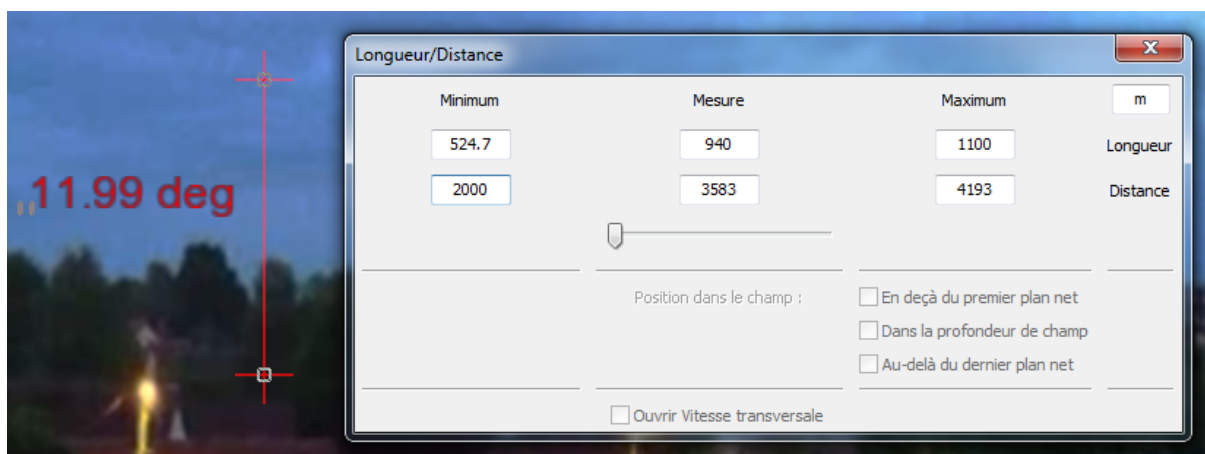 Longueur/Distance
Minimum Mesure Maximum m
524.7 940 1100 Longueur
11.99 deg
2000 3583 4193 Distance
Position dans le champ : En deçà du premier plan net
Dans la profondeur de champ
Au-delà du dernier plan net
Ouvrir Vitesse transversale